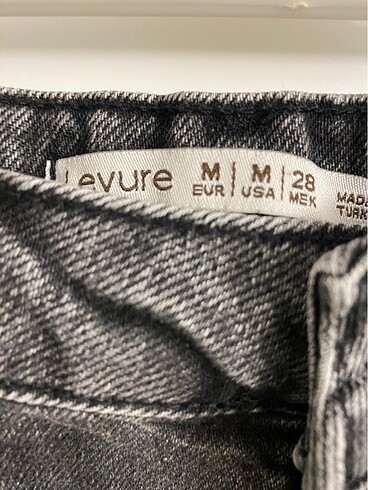 Levure
M | M | 28
EUR | USA | MEK
MADE
TURK